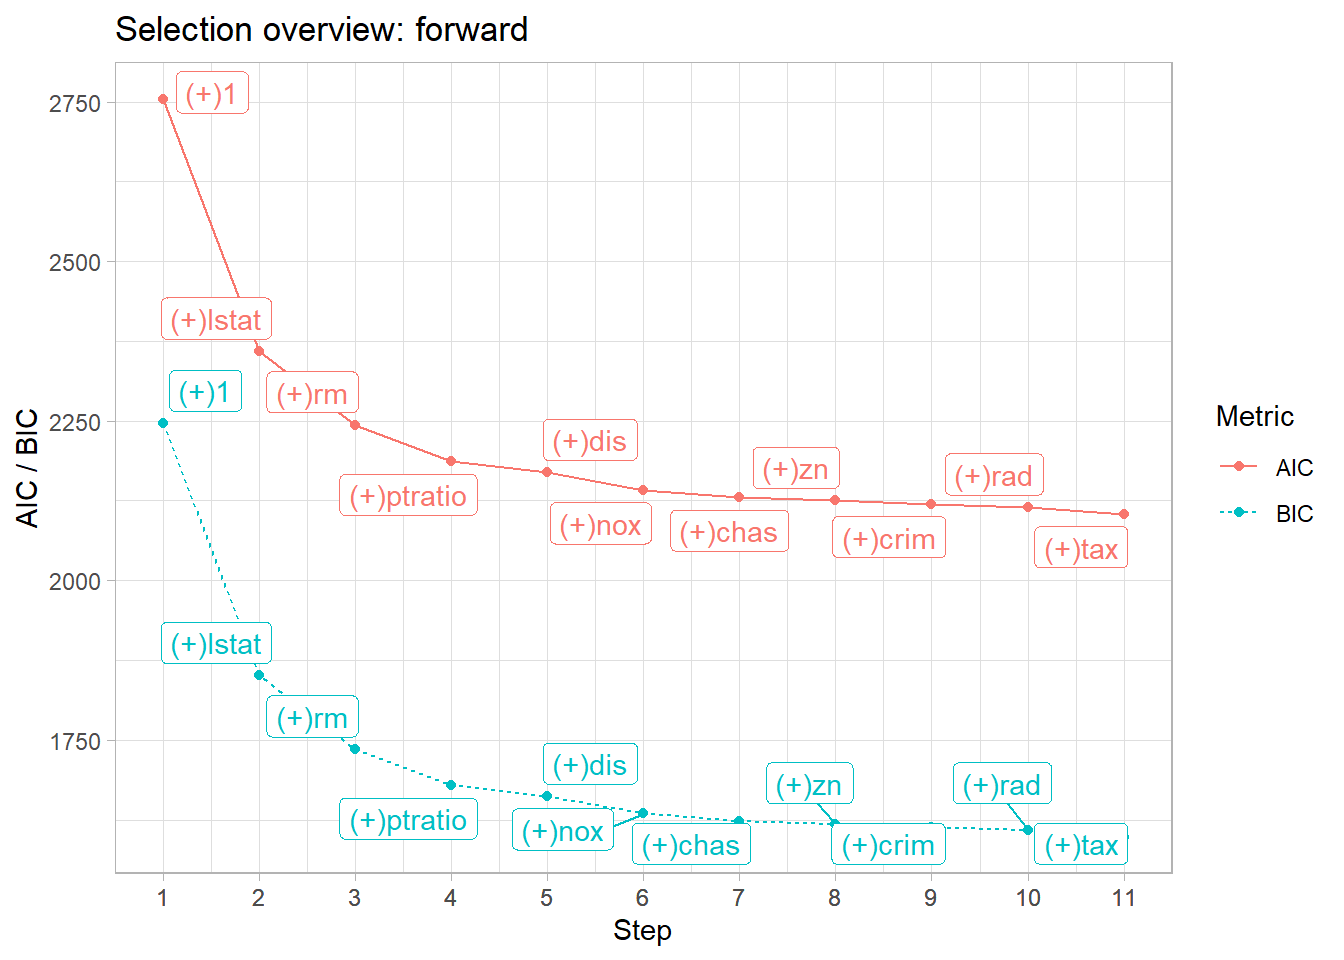 Selection overview: forward
AIC / BIC
2750
2500
2250
2000
1750
(+)1
(+)lstat
(+)rm
(+)ptratio
(+)dis
(+)nox
(+)chas
(+)zn
(+)crim
(+)rad
(+)tax
(+)1
(+)lstat
(+)rm
(+)ptratio
(+)dis
(+)nox
(+)chas
(+)zn
(+)crim
(+)rad
(+)tax
1 2 3 4 5 6 7 8 9 10 11
Step
Metric
AIC
BIC